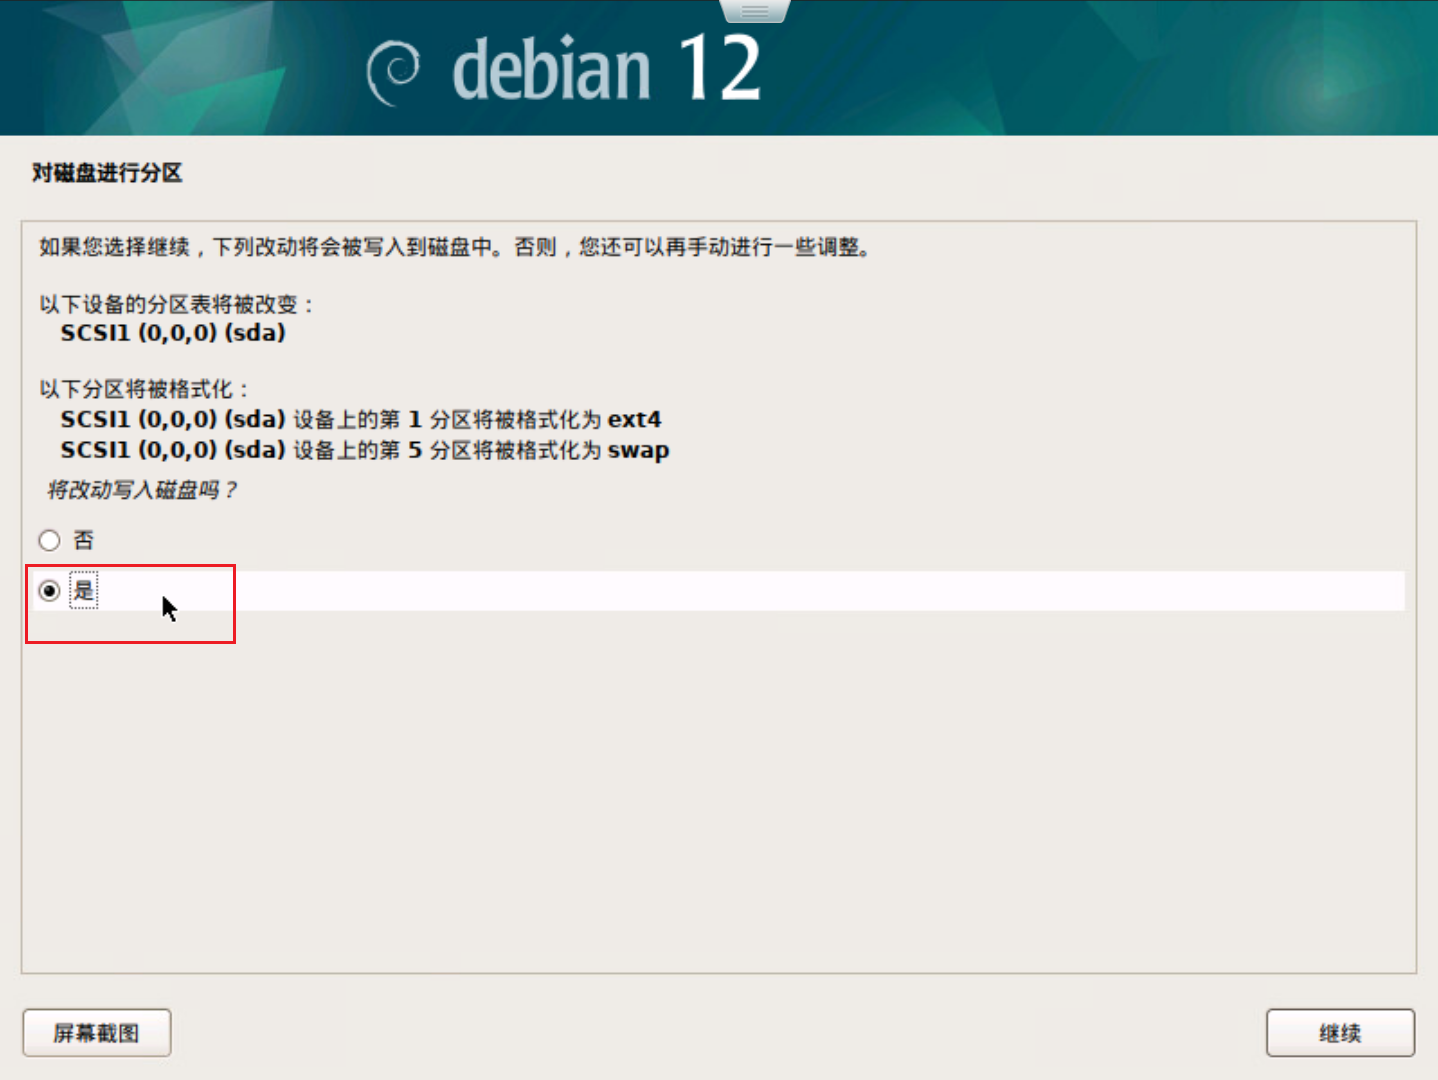 debian 12
对磁盘进行分区
如果您选择继续，下列改动将会被写入到磁盘中。否则，您还可以再手动进行一些调整。
以下设备的分区表将被改变：
SCSI1 (0,0,0) (sda)
以下分区将被格式化：
SCSI1 (0,0,0) (sda) 设备上的第 1 分区将被格式化为 ext4
SCSI1 (0,0,0) (sda) 设备上的第 5 分区将被格式化为 swap
将改动写入磁盘吗？
否
是
屏幕截图
继续